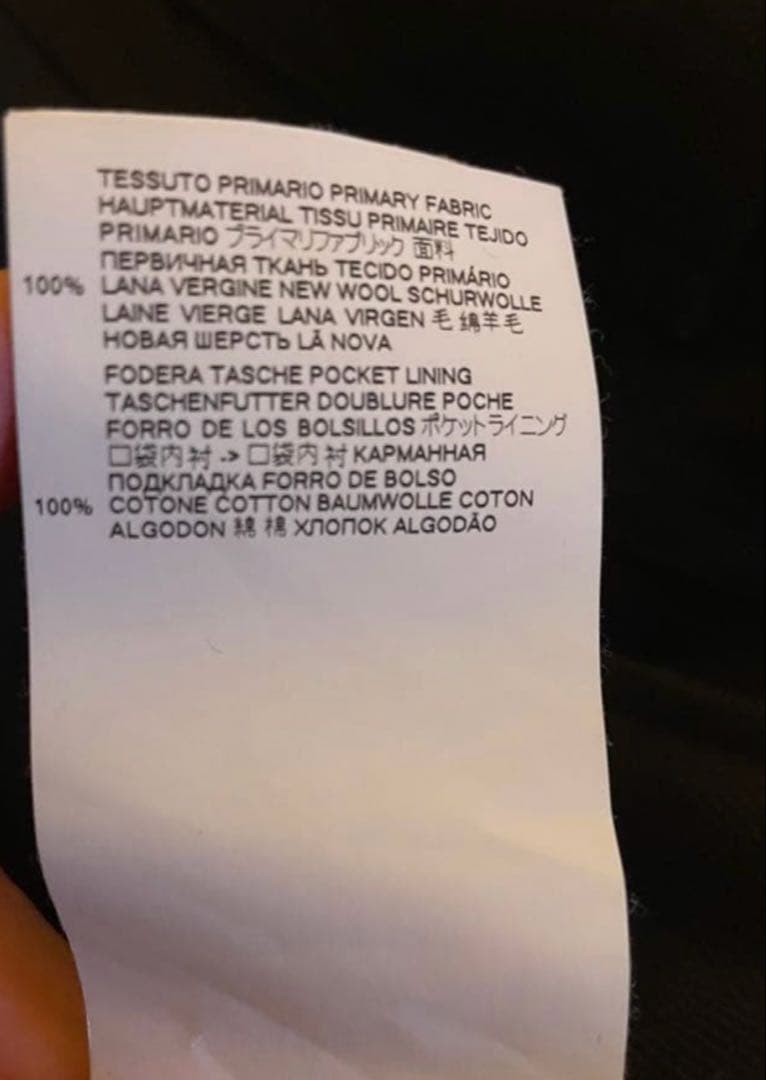 TESSUTO PRIMARIO PRIMARY FABRIC
HAUPTMATERIAL TISSU PRIMAIRE TEJIDO
PRIMARIO プライマリファブリック 面料
ПЕРВИЧНАЯ ТКАНЬ TECIDO PRIMÁRIO
100% LANA VERGINE NEW WOOL SCHURWOLLE
LAINE VIERGE LANA VIRGEN 毛 绵羊毛
НОВАЯ ШЕРСТЬ LÃ NOVA
FODERA TASCHE POCKET LINING
TASCHENFUTTER DOUBLURE POCHE
FORRO DE LOS BOLSILLOS ポケットライニング
口袋内衬 -> 口袋内衬 КАРМАННАЯ
ПОДКЛАДКА FORRO DE BOLSO
100% COTONE COTTON BAUMWOLLE COTON
ALGODON 綿 棉 ХЛОПОК ALGODÃO